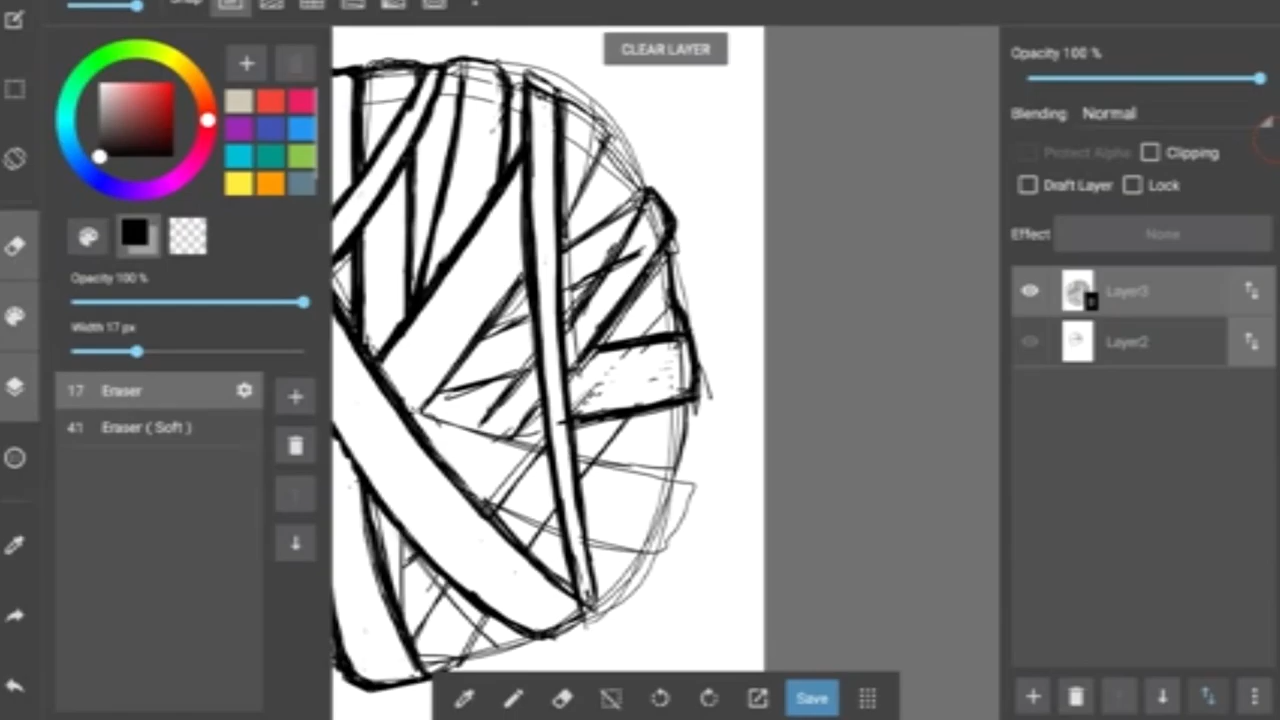 Snap
CLEAR LAYER
Opacity 100 %
Blending Normal
Protect Alpha Clipping
Draft Layer Lock
Effect None
Opacity 100 %
Layer3
Width 17 px
Layer2
17 Eraser
41 Eraser ( Soft )
Save